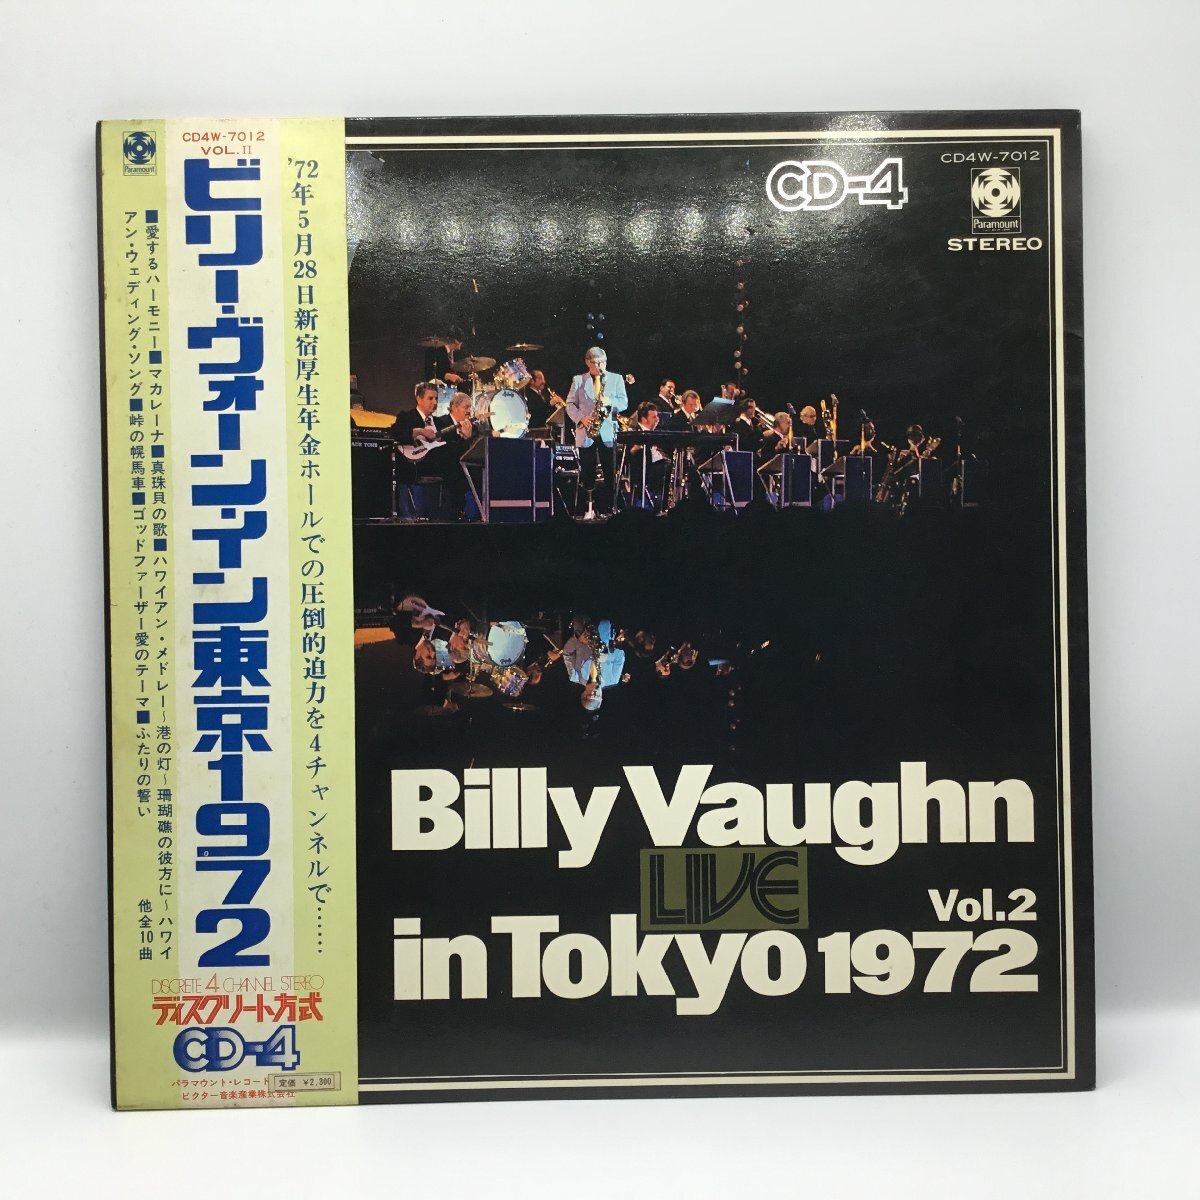 Paramount
CD4W-7012
VOL.II
ビリー・ヴォーン・イン東京1972
'72年5月28日新宿厚生年金ホールでの圧倒的迫力を4チャンネルで……
■愛するハーモニー■マカレーナ■真珠貝の歌■ハワイアン・メドレー～港の灯～珊瑚礁の彼方に～ハワイ
アン・ウェディング・ソング■峠の幌馬車■ゴッドファーザー愛のテーマ■ふたりの誓い 他全10曲
DISCRETE 4 CHANNEL STEREO
ディスクリート方式
CD-4
パラマウント・レコード
定価 ¥2,300
ビクター音楽産業株式会社
CD-4
CD4W-7012
Paramount
STEREO
Billy Vaughn
LIVE
Vol.2
in Tokyo 1972